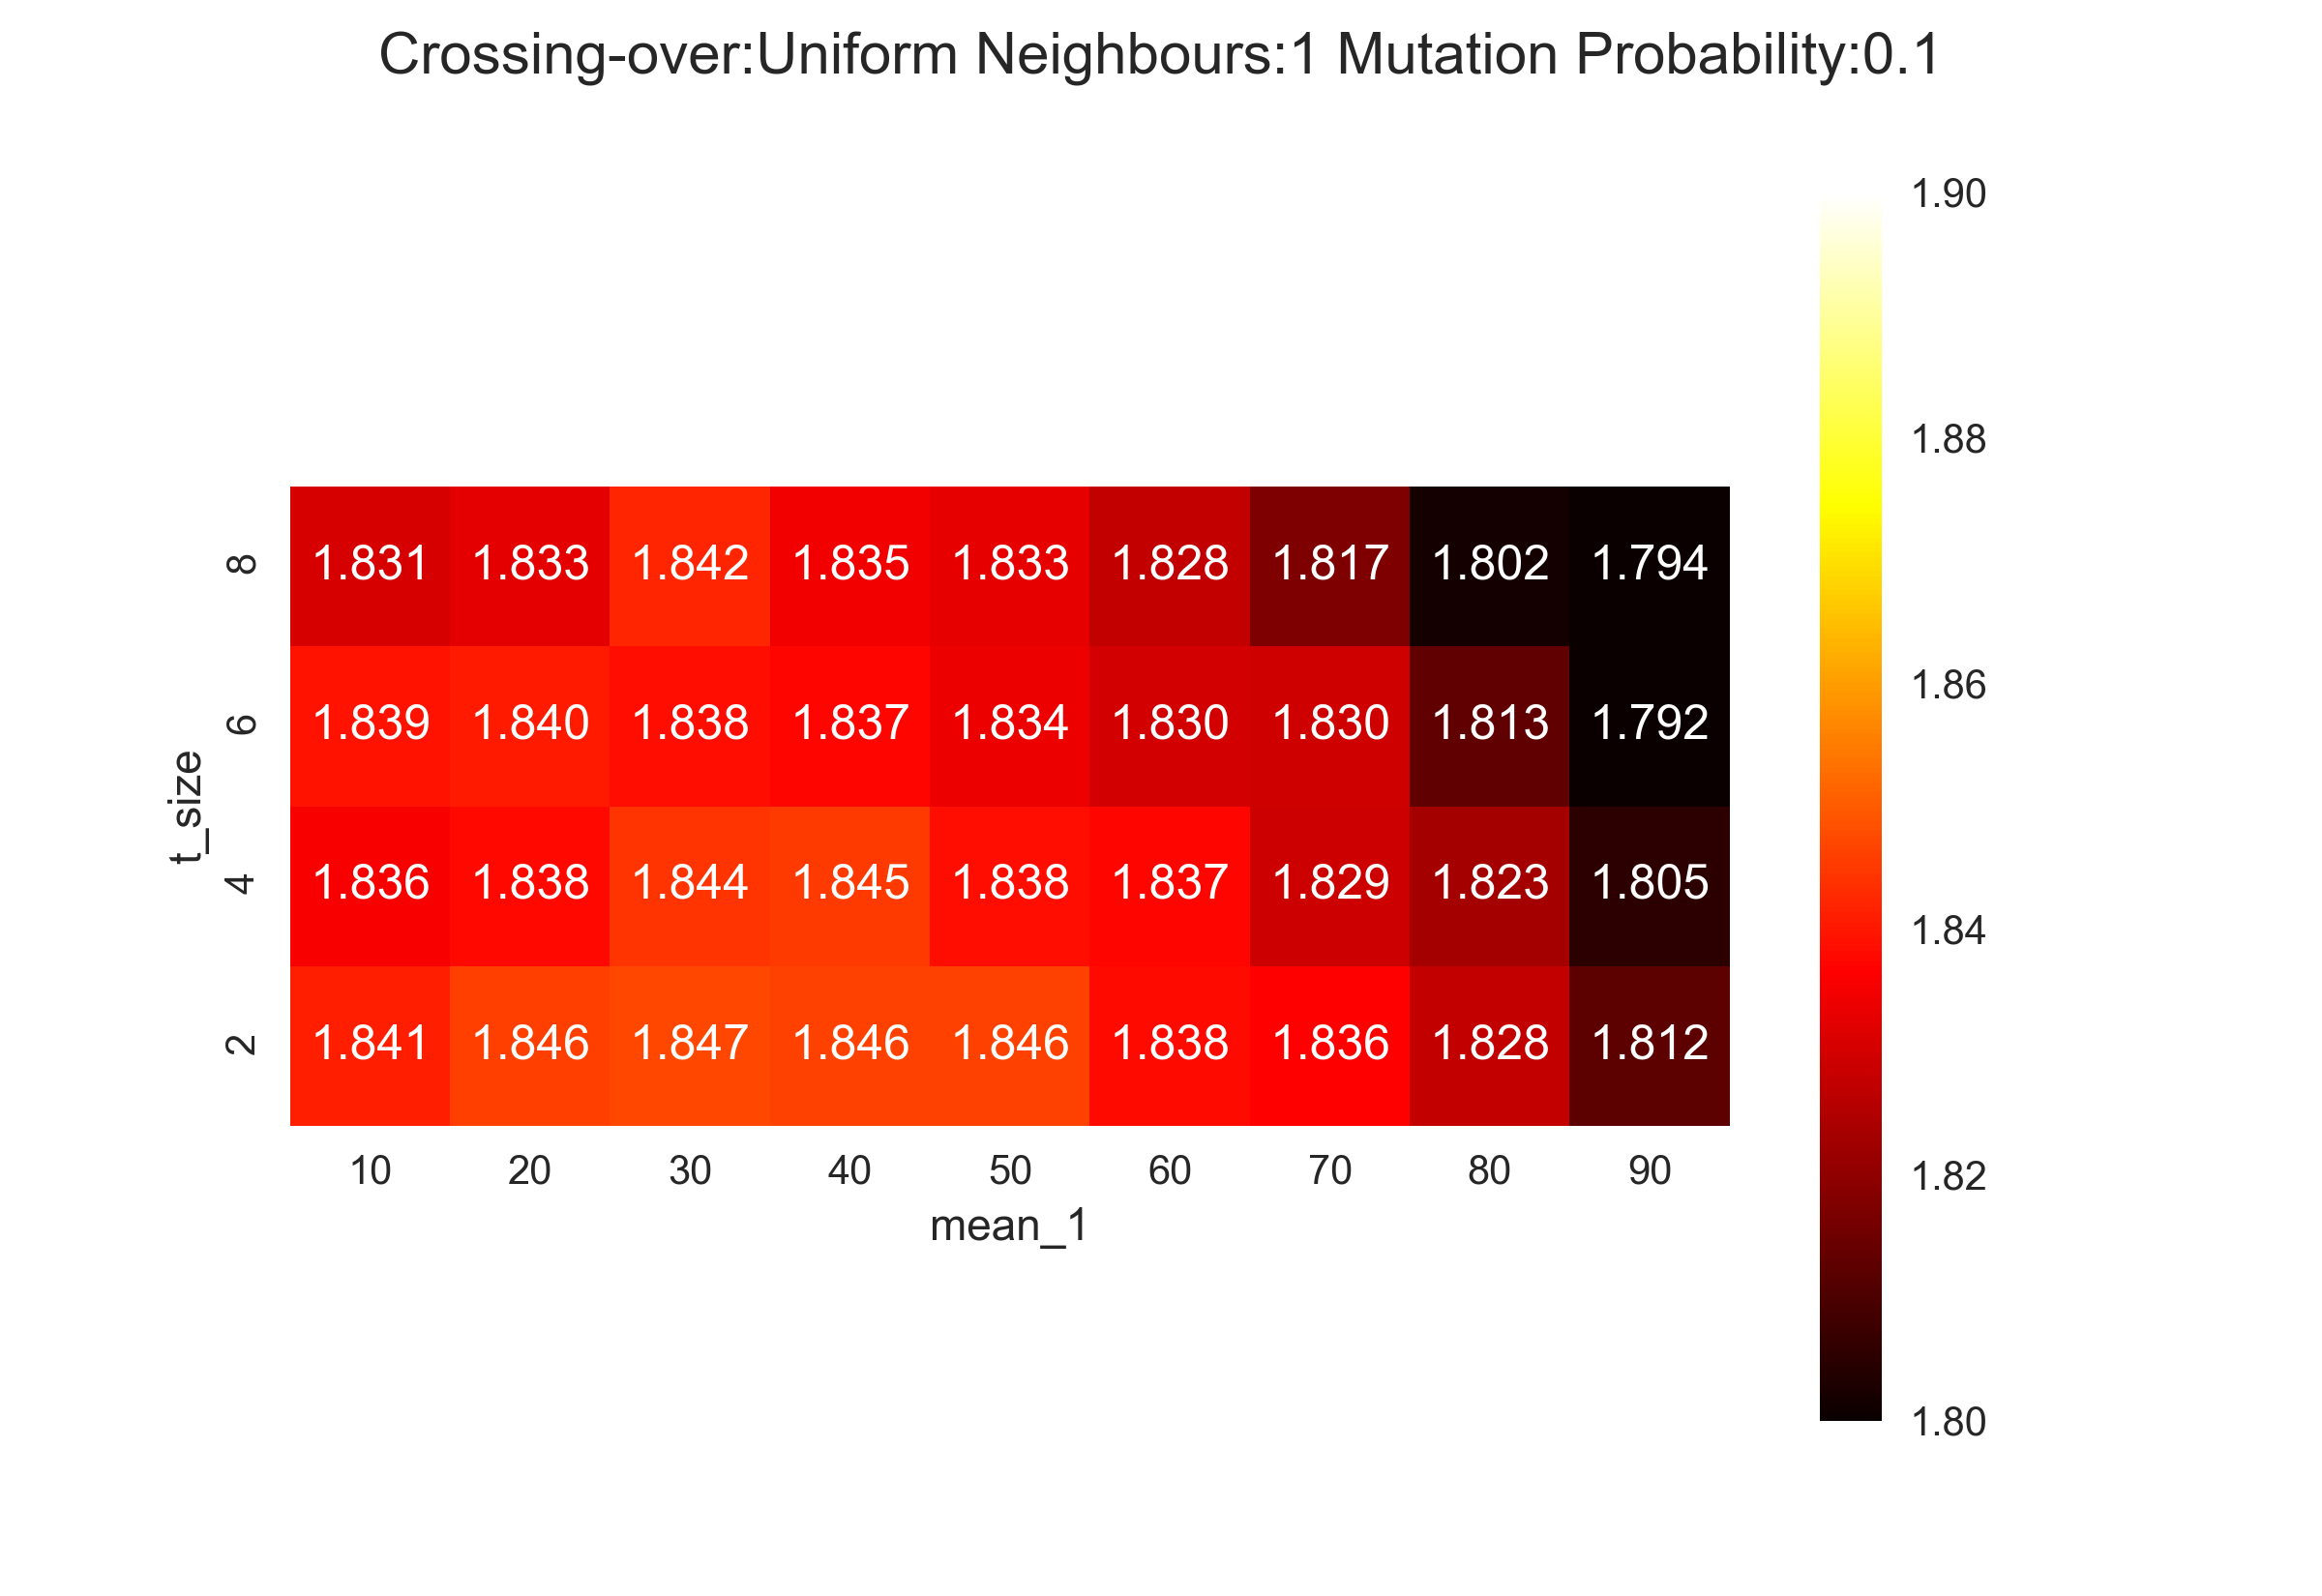 Crossing-over:Uniform Neighbours:1 Mutation Probability:0.1
1.90
1.88
1.86
1.84
1.82
1.80
t_size
8 1.831 1.833 1.842 1.835 1.833 1.828 1.817 1.802 1.794
6 1.839 1.840 1.838 1.837 1.834 1.830 1.830 1.813 1.792
4 1.836 1.838 1.844 1.845 1.838 1.837 1.829 1.823 1.805
2 1.841 1.846 1.847 1.846 1.846 1.838 1.836 1.828 1.812
10 20 30 40 50 60 70 80 90
mean_1